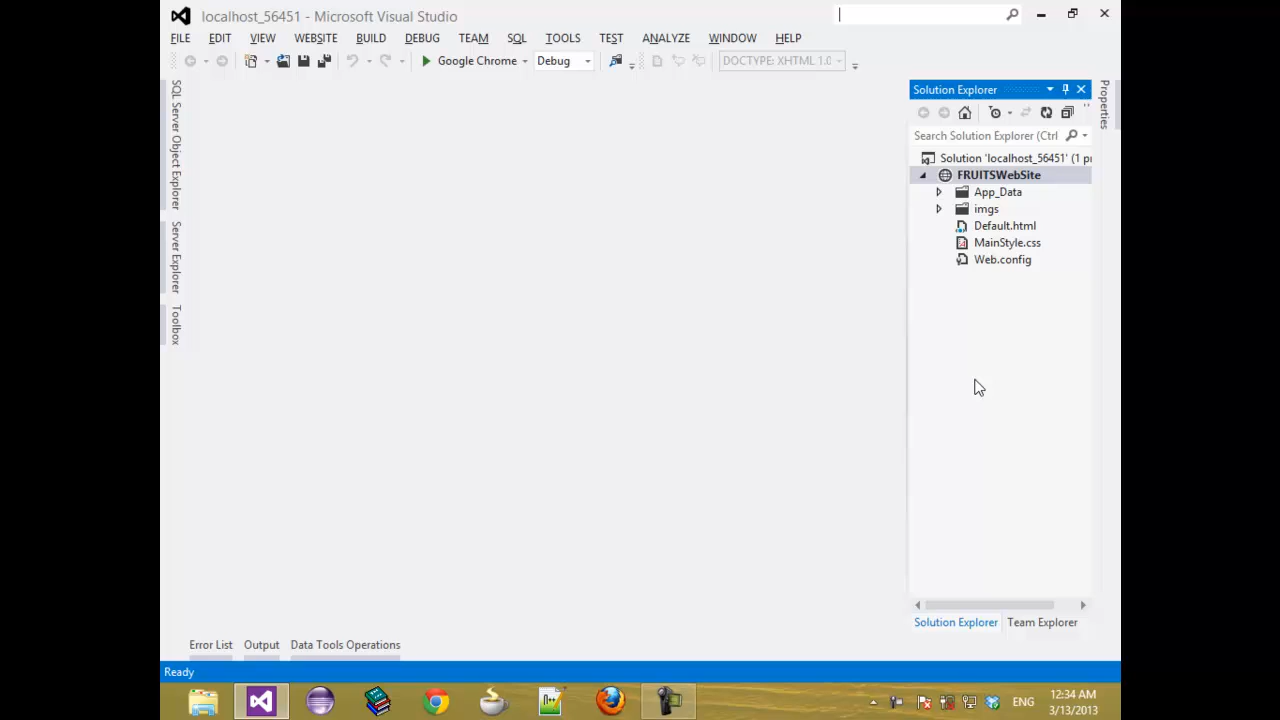 localhost_56451 - Microsoft Visual Studio
FILE EDIT VIEW WEBSITE BUILD DEBUG TEAM SQL TOOLS TEST ANALYZE WINDOW HELP
Google Chrome Debug DOCTYPE: XHTML 1.0
SQL Server Object Explorer
Server Explorer
Toolbox
Solution Explorer
Search Solution Explorer (Ctrl
Solution 'localhost_56451' (1 pr
FRUITSWebSite
App_Data
imgs
Default.html
MainStyle.css
Web.config
Solution Explorer Team Explorer
Properties
Error List Output Data Tools Operations
Ready
ENG
12:34 AM
3/13/2013